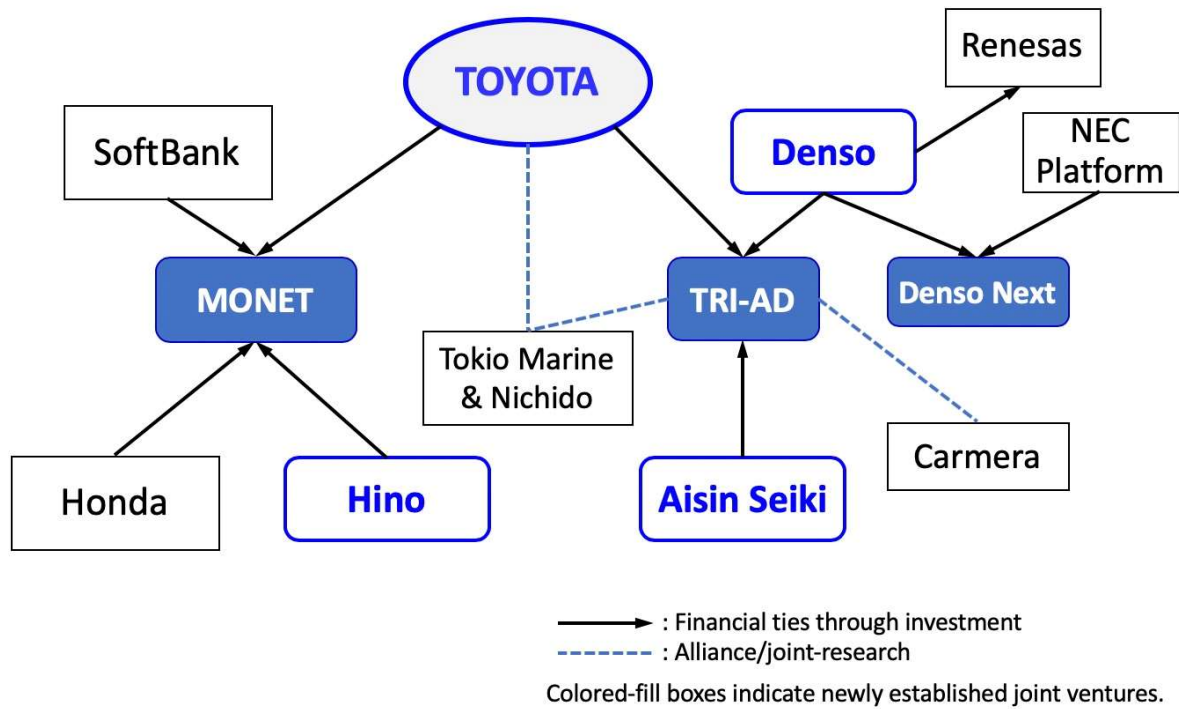 TOYOTA
Renesas
SoftBank
Denso
NEC
Platform
MONET
TRI-AD
Denso Next
Tokio Marine
& Nichido
Carmera
Honda
Hino
Aisin Seiki
: Financial ties through investment
: Alliance/joint-research
Colored-fill boxes indicate newly established joint ventures.